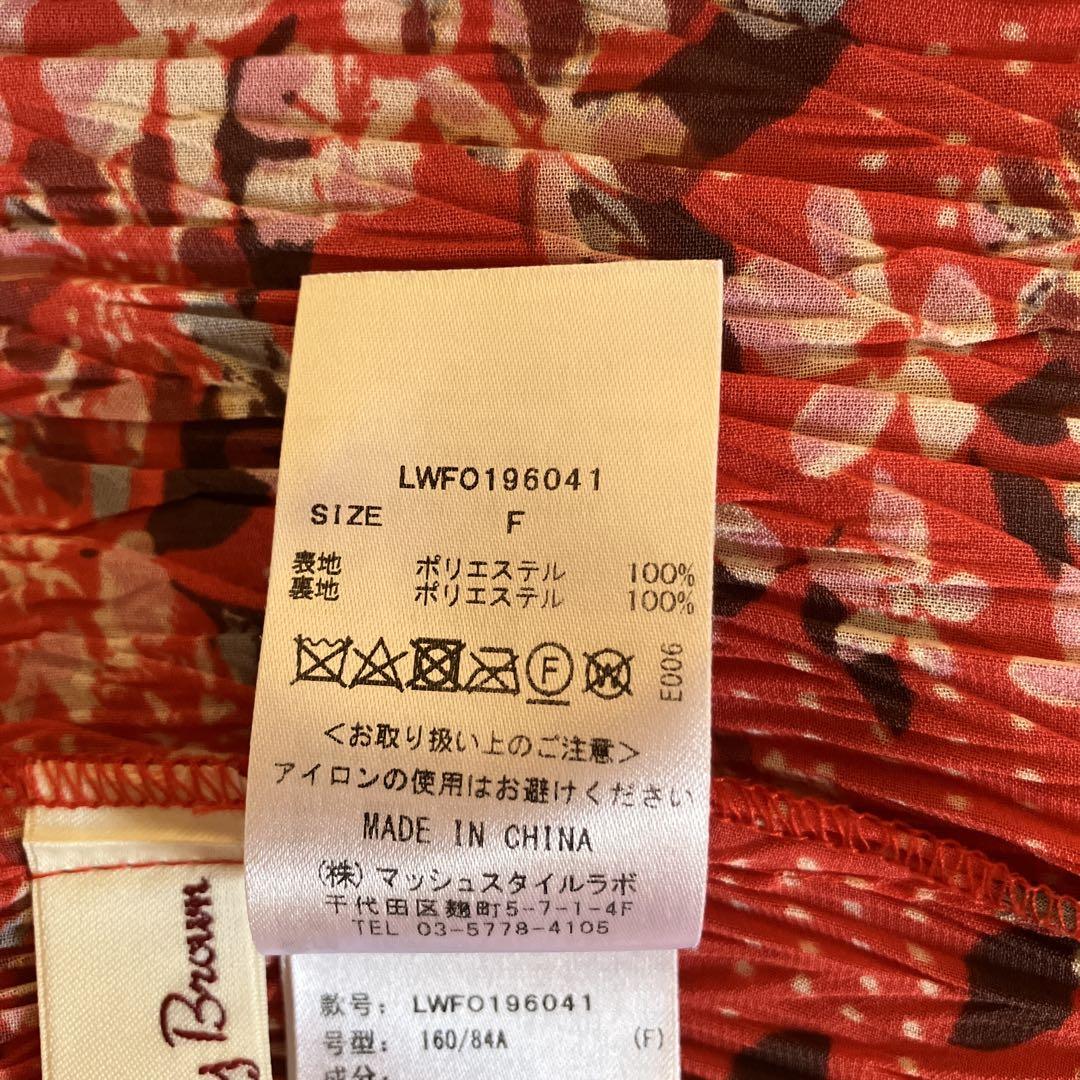 LWFO196041
SIZE F
表地 ポリエステル 100%
裏地 ポリエステル 100%
F W
E006
<お取り扱い上のご注意>
アイロンの使用はお避けください
MADE IN CHINA
(株)マッシュスタイルラボ
千代田区麹町5-7-1-4F
TEL 03-5778-4105
Brown
款号: LWFO196041
号型: 160/84A (F)
成分: